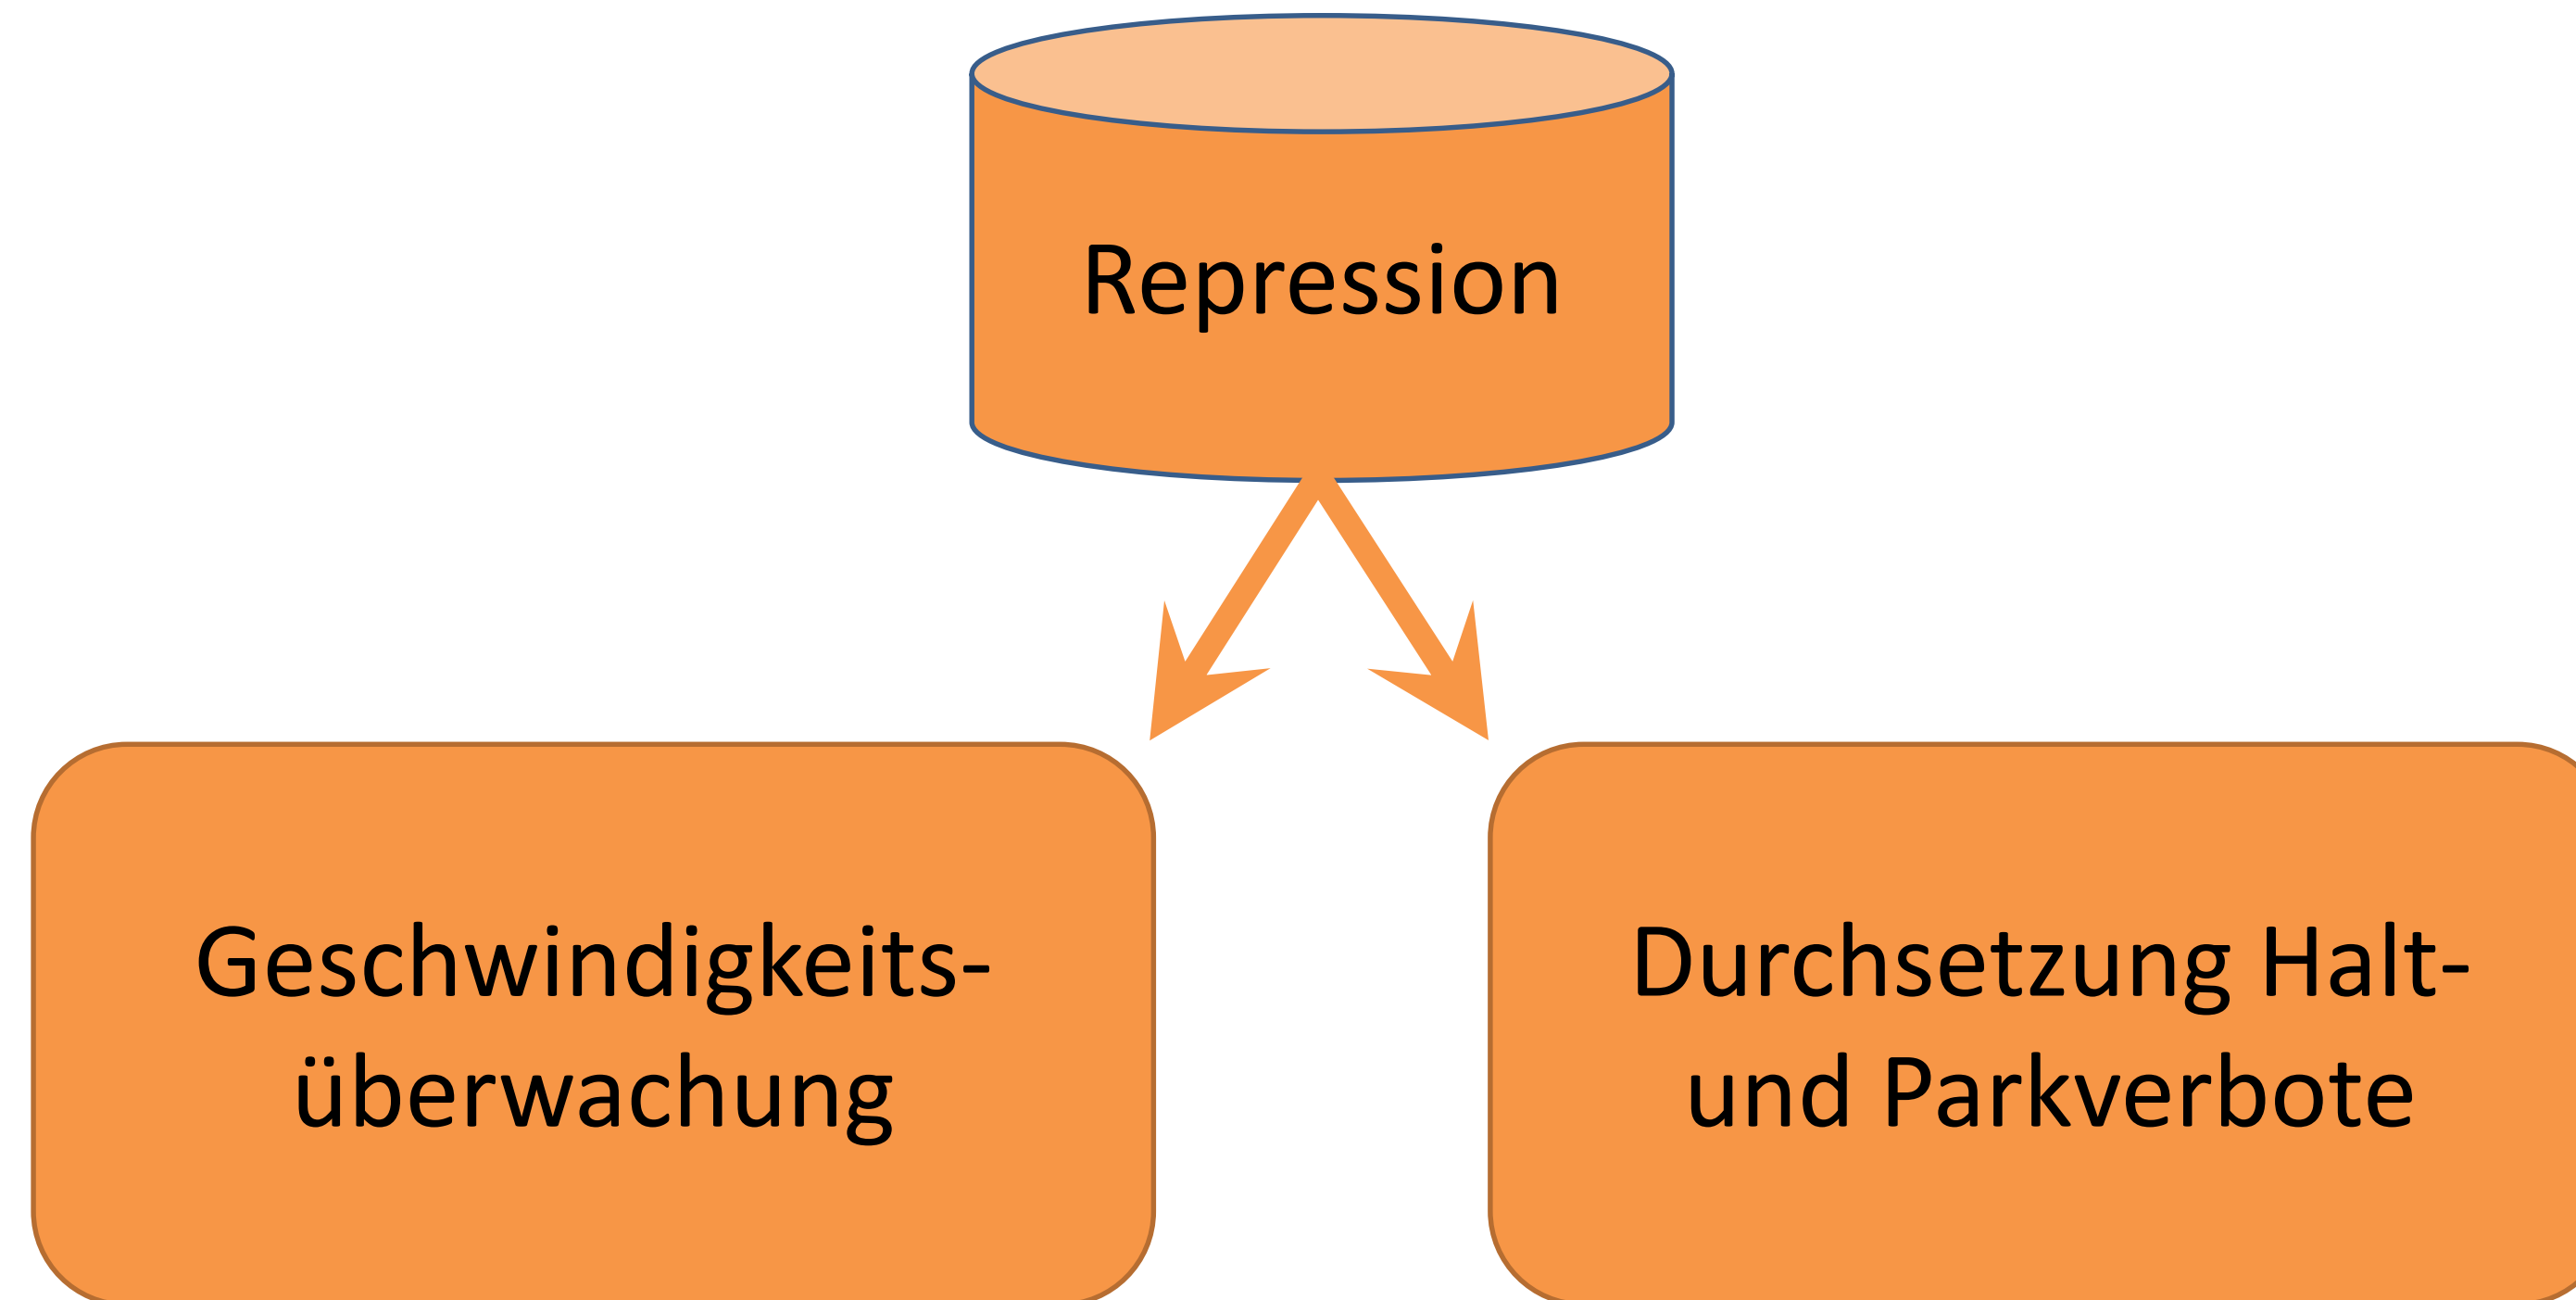 Repression
Geschwindigkeits-
überwachung
Durchsetzung Halt-
und Parkverbote